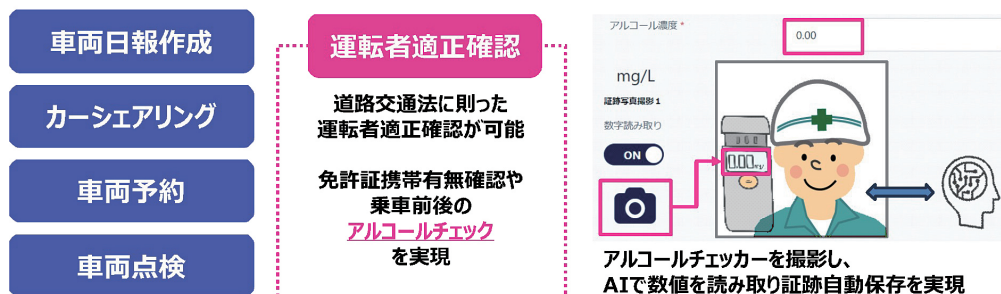 車両日報作成
カーシェアリング
車両予約
車両点検
運転者適正確認
道路交通法に則った
運転者適正確認が可能
免許証携帯有無確認や
乗車前後の
アルコールチェック
を実現
アルコール濃度 *
0.00
mg/L
証跡写真撮影 1
数字読み取り
ON
0.00
アルコールチェッカーを撮影し、
AIで数値を読み取り証跡自動保存を実現